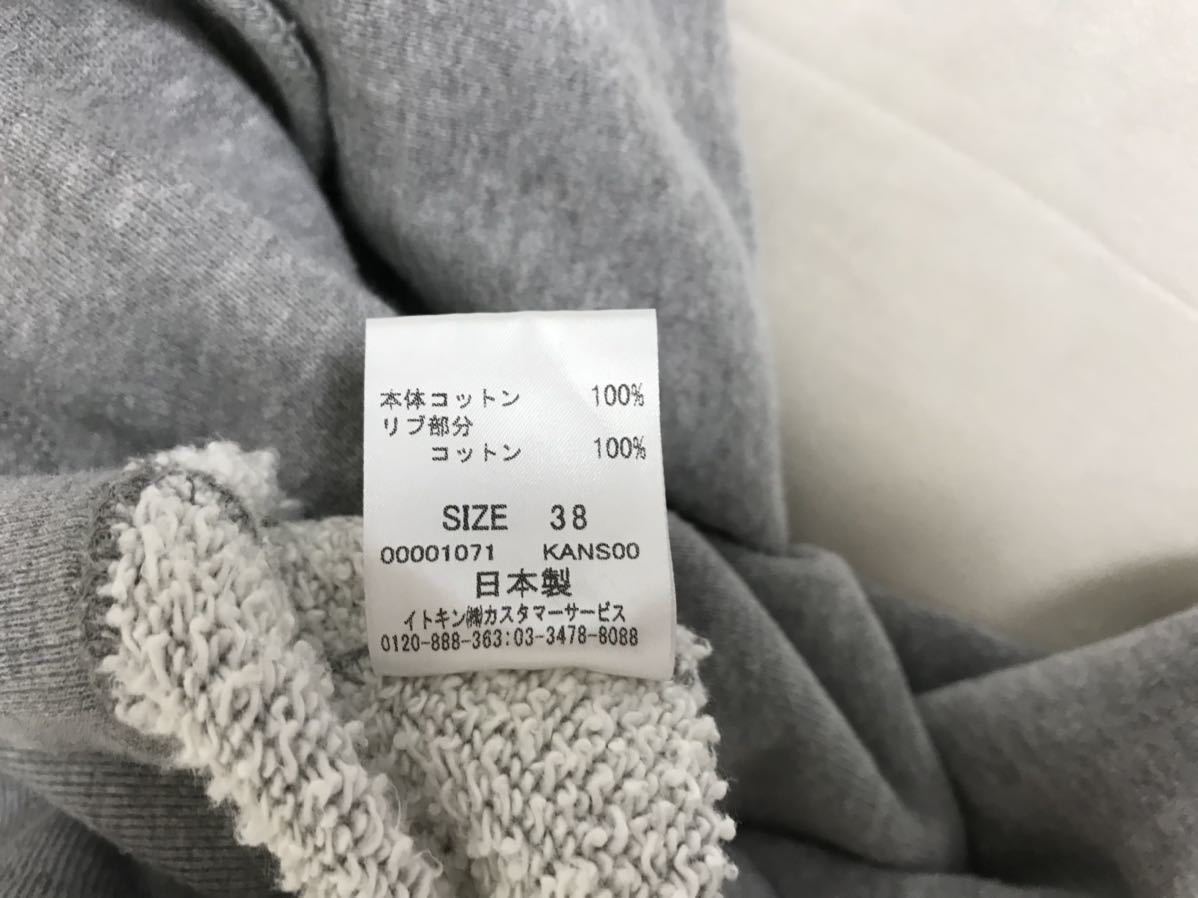 本体コットン 100%
リブ部分
コットン 100%
SIZE 38
00001071 KANS00
日本製
イトキン㈱カスタマーサービス
0120-888-363:03-3478-8088